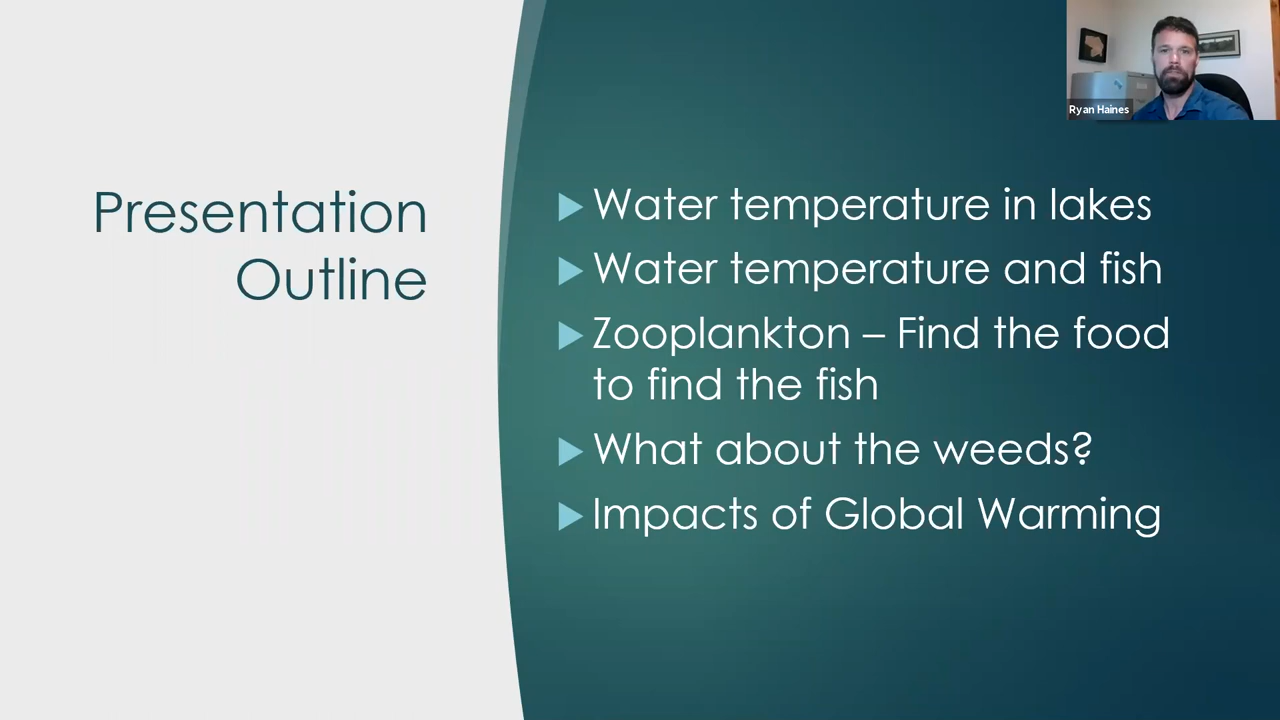 Presentation
Outline
Water temperature in lakes
Water temperature and fish
Zooplankton – Find the food
to find the fish
What about the weeds?
Impacts of Global Warming
Ryan Haines